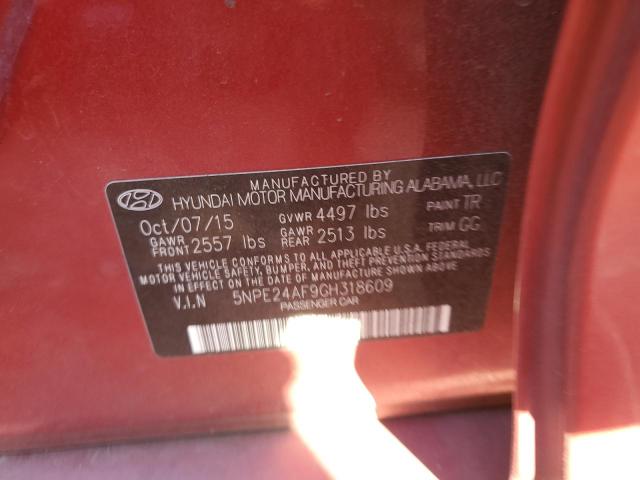 MANUFACTURED BY
HYUNDAI MOTOR MANUFACTURING ALABAMA, LLC
Oct/07/15 GVWR 4497 lbs PAINT TR
GAWR FRONT 2557 lbs GAWR REAR 2513 lbs TRIM GG
THIS VEHICLE CONFORMS TO ALL APPLICABLE U.S.A. FEDERAL
MOTOR VEHICLE SAFETY, BUMPER, AND THEFT PREVENTION STANDARDS
IN EFFECT ON THE DATE OF MANUFACTURE SHOWN ABOVE.
V.I.N 5NPE24AF9GH318609
PASSENGER CAR